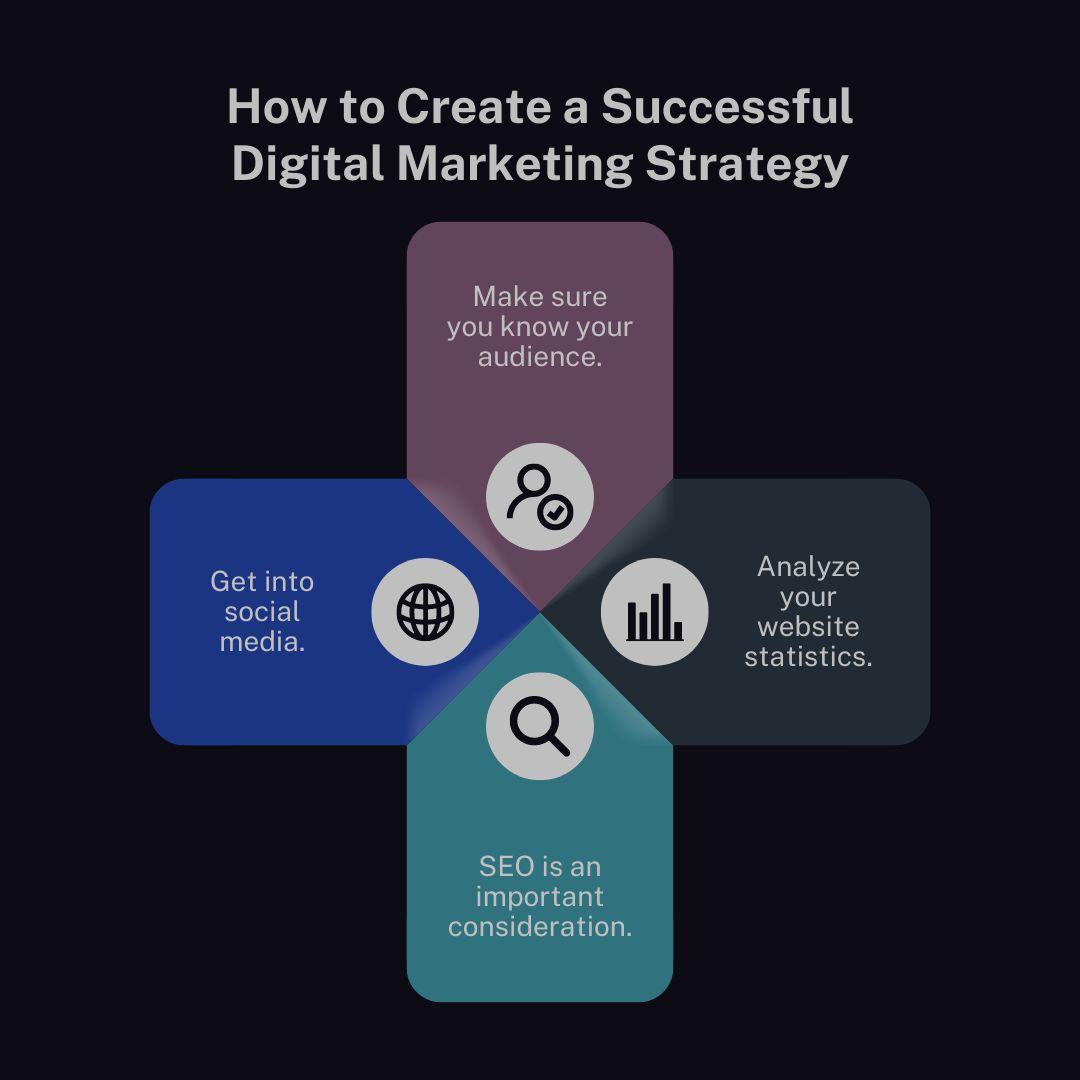 How to Create a Successful
Digital Marketing Strategy
Make sure
you know your
audience.
Get into
social
media.
Analyze
your
website
statistics.
SEO is an
important
consideration.